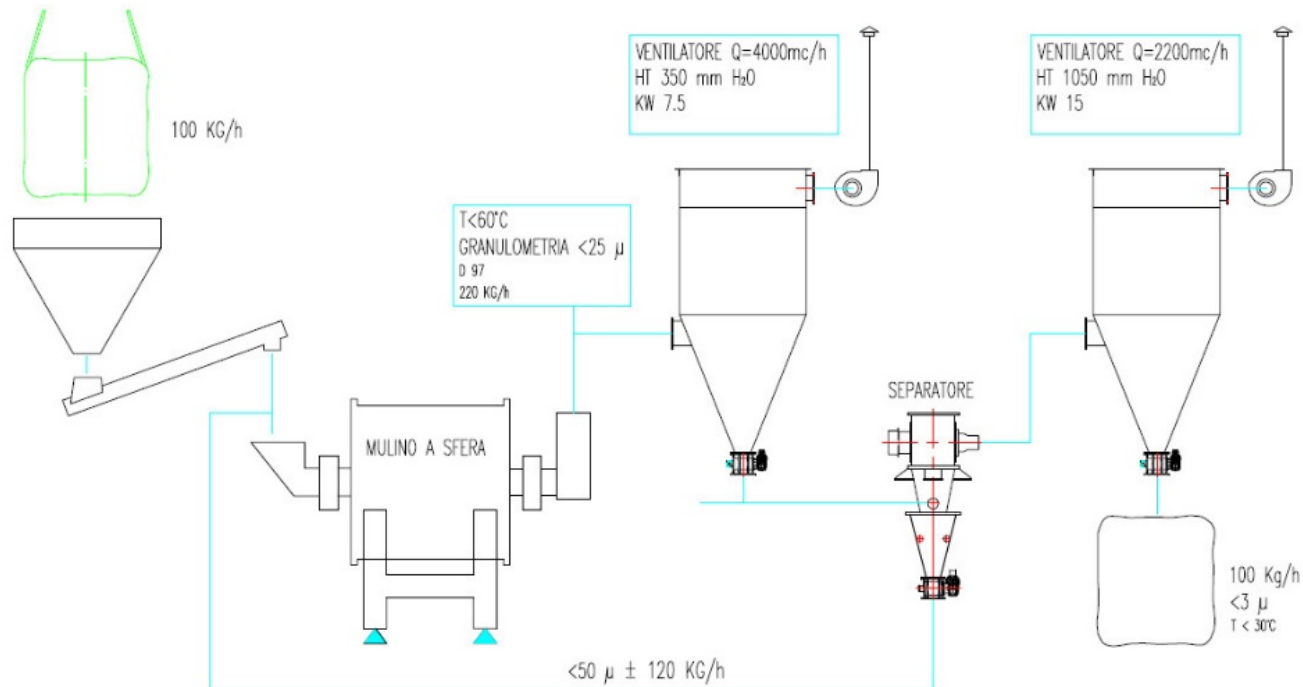 VENTILATORE Q=4000mc/h
HT 350 mm H₂O
KW 7.5
VENTILATORE Q=2200mc/h
HT 1050 mm H₂O
KW 15
100 KG/h
T<60°C
GRANULOMETRIA <25 μ
D 97
220 KG/h
SEPARATORE
MULINO A SFERA
100 Kg/h
<3 μ
T < 30°C
<50 μ ± 120 KG/h